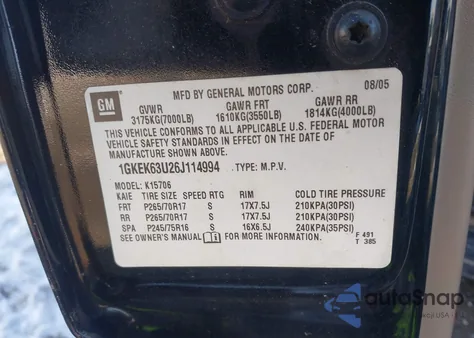 MFD BY GENERAL MOTORS CORP. 08/05
GM
GVWR GAWR FRT GAWR RR
3175KG(7000LB) 1610KG(3550LB) 1814KG(4000LB)
THIS VEHICLE CONFORMS TO ALL APPLICABLE U.S. FEDERAL MOTOR
VEHICLE SAFETY STANDARDS IN EFFECT ON THE DATE OF
MANUFACTURE SHOWN ABOVE.
1GKEK63U26J114994 TYPE: M.P.V.
MODEL: K15706
KAIE TIRE SIZE SPEED RTG RIM COLD TIRE PRESSURE
FRT P265/70R17 S 17X7.5J 210KPA(30PSI)
RR P265/70R17 S 17X7.5J 210KPA(30PSI)
SPA P245/75R16 S 16X6.5J 240KPA(35PSI)
SEE OWNER'S MANUAL FOR MORE INFORMATION. F 491
T 385
autoSnap